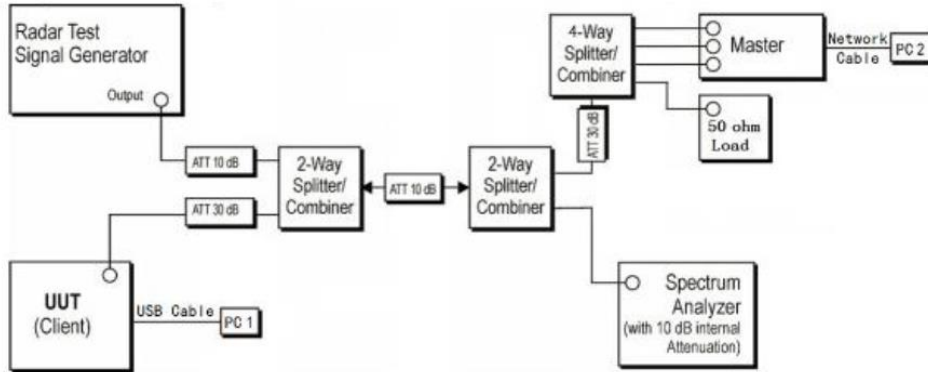 Radar Test
Signal Generator
Output
ATT 10 dB
2-Way
Splitter/
Combiner
ATT 30 dB
UUT
(Client)
USB Cable
PC 1
ATT 10 dB
2-Way
Splitter/
Combiner
ATT 30 dB
4-Way
Splitter/
Combiner
Master
Network
Cable
PC 2
50 ohm
Load
Spectrum
Analyzer
(with 10 dB internal
Attenuation)